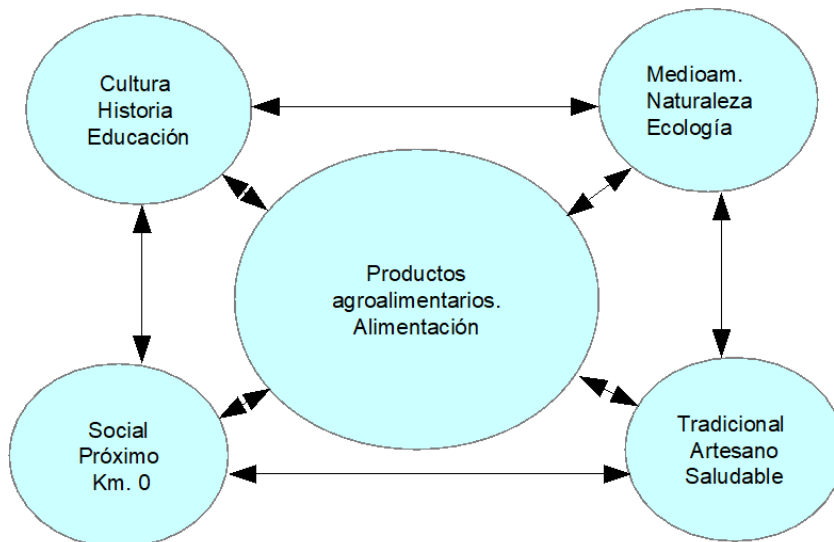 Cultura
Historia
Educación
Medioam.
Naturaleza
Ecología
Productos
agroalimentarios.
Alimentación
Social
Próximo
Km. 0
Tradicional
Artesano
Saludable